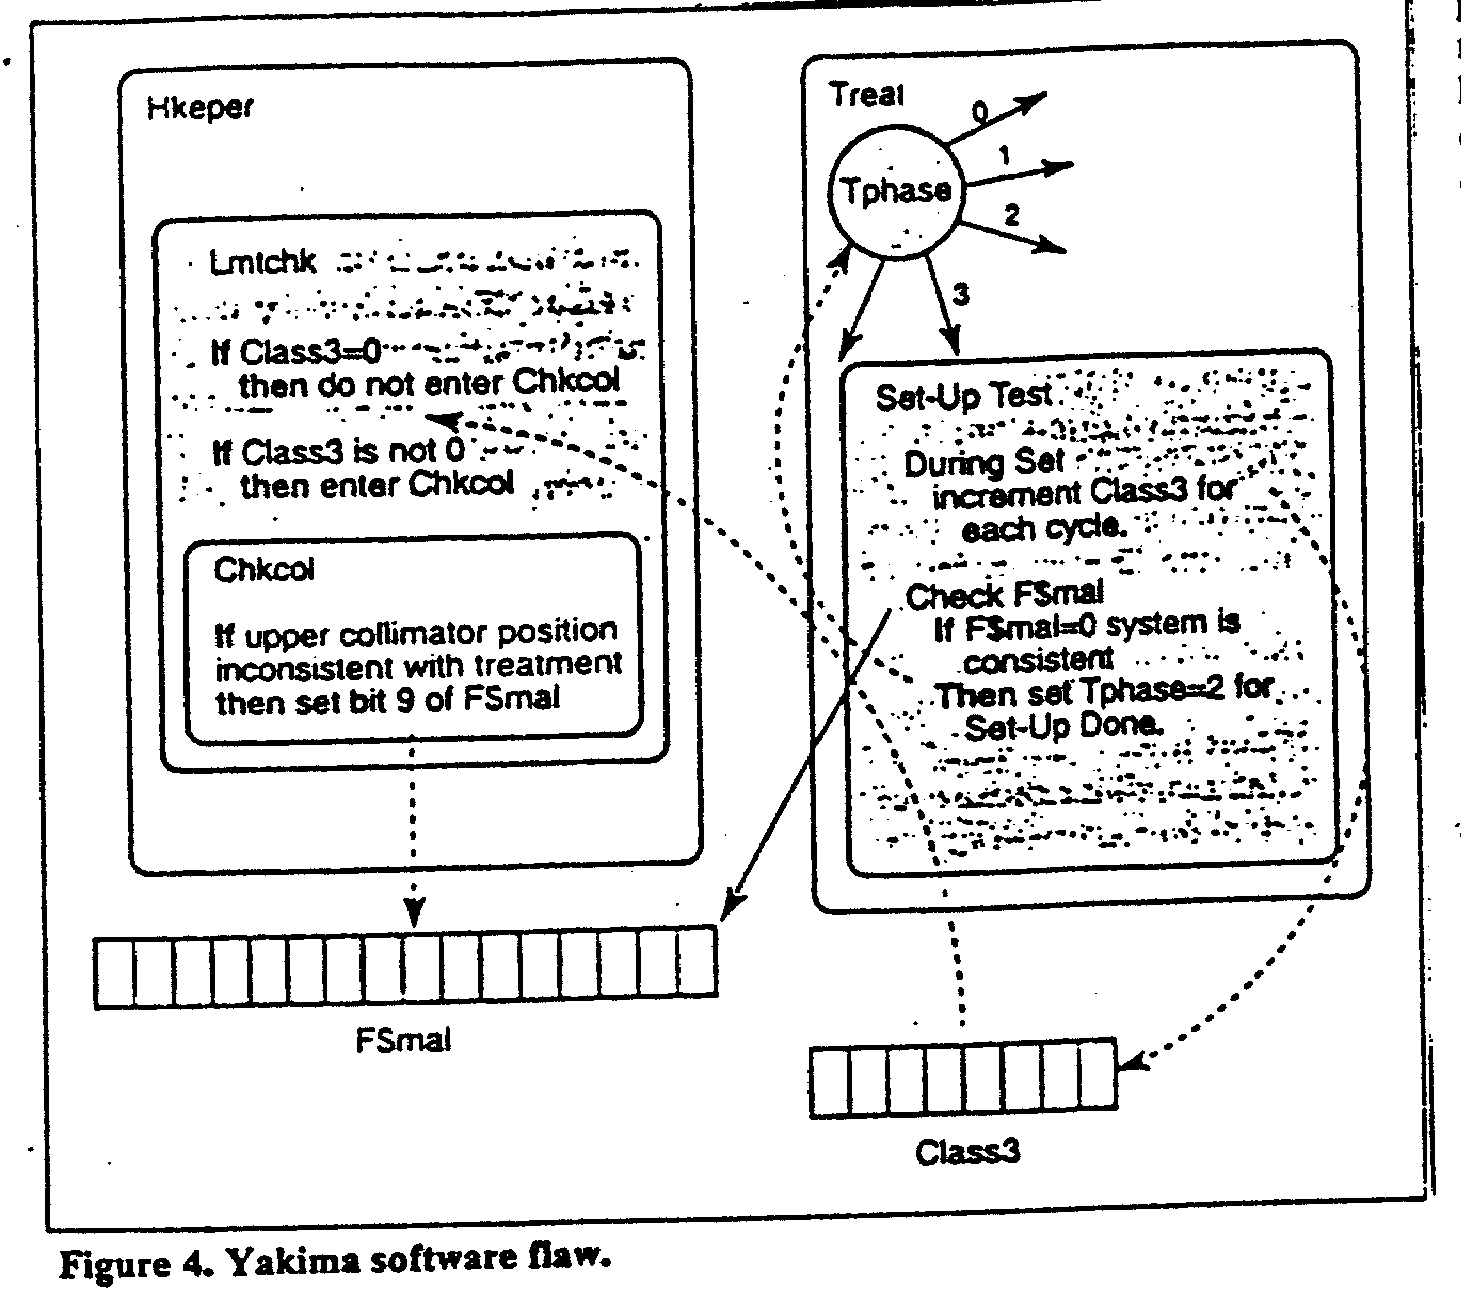 Hkeper
Lmtchk
If Class3=0
then do not enter Chkcol
If Class3 is not 0
then enter Chkcol
Chkcol
If upper collimator position
inconsistent with treatment
then set bit 9 of F$mal
F$mal
Treat
Tphase
0
1
2
3
Set-Up Test
During Set
increment Class3 for
each cycle.
Check F$mal
If F$mal=0 system is
consistent
Then set Tphase=2 for
Set-Up Done.
Class3
Figure 4. Yakima software flaw.